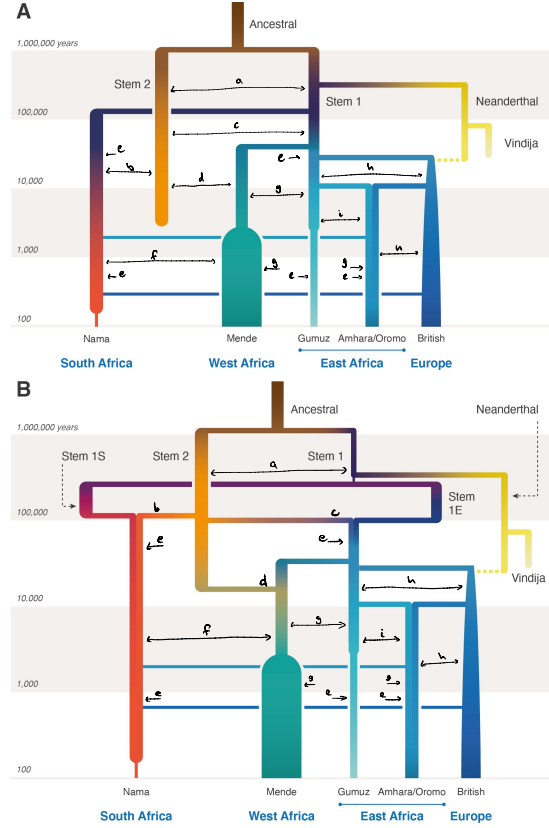 A
Ancestral
1,000,000 years
Stem 2
a
Stem 1
Neanderthal
100,000
c
Vindija
e
e
b
h
d
g
10,000
i
f
g
g
h
1,000
e
e
e
100
Nama
Mende
Gumuz
Amhara/Oromo
British
South Africa
West Africa
East Africa
Europe
B
Ancestral
Neanderthal
1,000,000 years
Stem 1S
Stem 2
Stem 1
a
Stem
1E
100,000
b
c
e
e
Vindija
d
h
10,000
f
g
i
h
1,000
g
g
e
e
e
100
Nama
Mende
Gumuz
Amhara/Oromo
British
South Africa
West Africa
East Africa
Europe